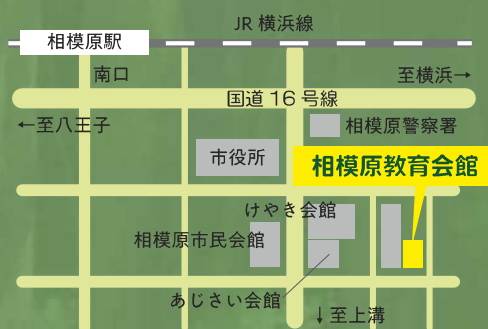 JR 横浜線
相模原駅
南口
至横浜→
国道 16 号線
←至八王子
相模原警察署
市役所
相模原教育会館
けやき会館
相模原市民会館
あじさい会館
↓至上溝